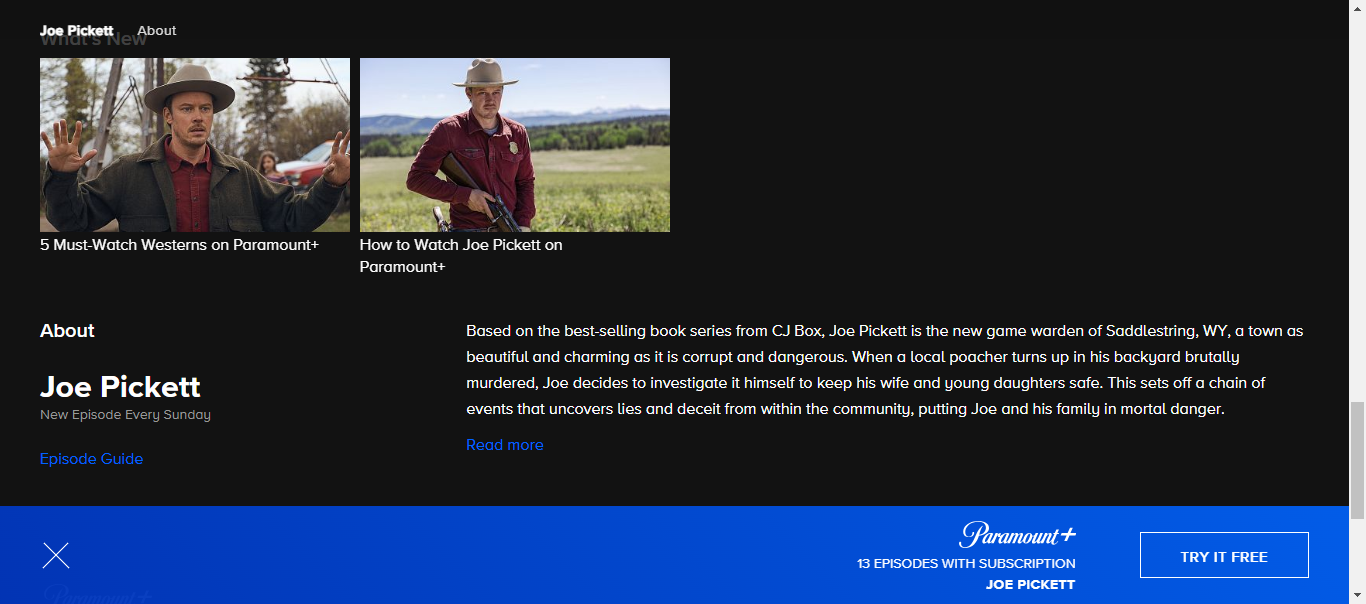 Joe Pickett About
What's New
5 Must-Watch Westerns on Paramount+
How to Watch Joe Pickett on
Paramount+
About
Joe Pickett
New Episode Every Sunday
Episode Guide
Based on the best-selling book series from CJ Box, Joe Pickett is the new game warden of Saddlestring, WY, a town as
beautiful and charming as it is corrupt and dangerous. When a local poacher turns up in his backyard brutally
murdered, Joe decides to investigate it himself to keep his wife and young daughters safe. This sets off a chain of
events that uncovers lies and deceit from within the community, putting Joe and his family in mortal danger.
Read more
Paramount+
13 EPISODES WITH SUBSCRIPTION
JOE PICKETT
TRY IT FREE
Paramount+